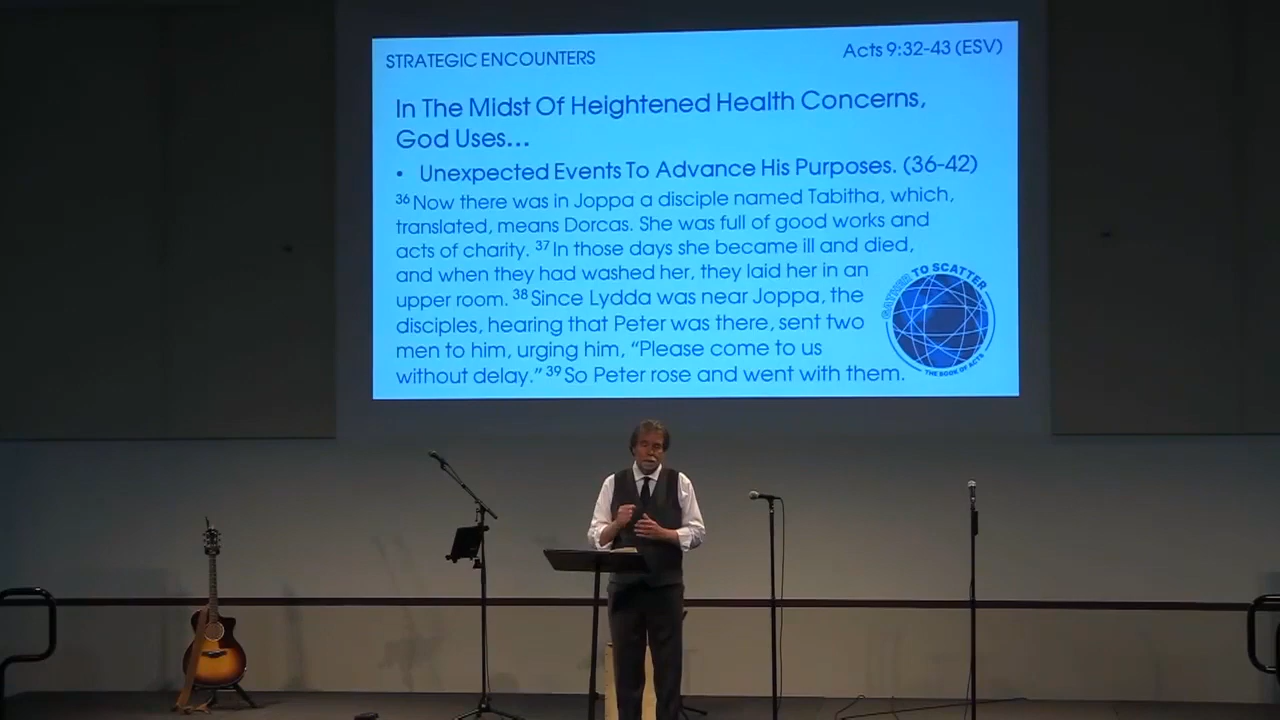 STRATEGIC ENCOUNTERS
Acts 9:32-43 (ESV)
In The Midst Of Heightened Health Concerns,
God Uses...
• Unexpected Events To Advance His Purposes. (36-42)
36 Now there was in Joppa a disciple named Tabitha, which,
translated, means Dorcas. She was full of good works and
acts of charity. 37 In those days she became ill and died,
and when they had washed her, they laid her in an
upper room. 38 Since Lydda was near Joppa, the
disciples, hearing that Peter was there, sent two
men to him, urging him, “Please come to us
without delay.” 39 So Peter rose and went with them.
GATHER TO SCATTER
THE BOOK OF ACTS